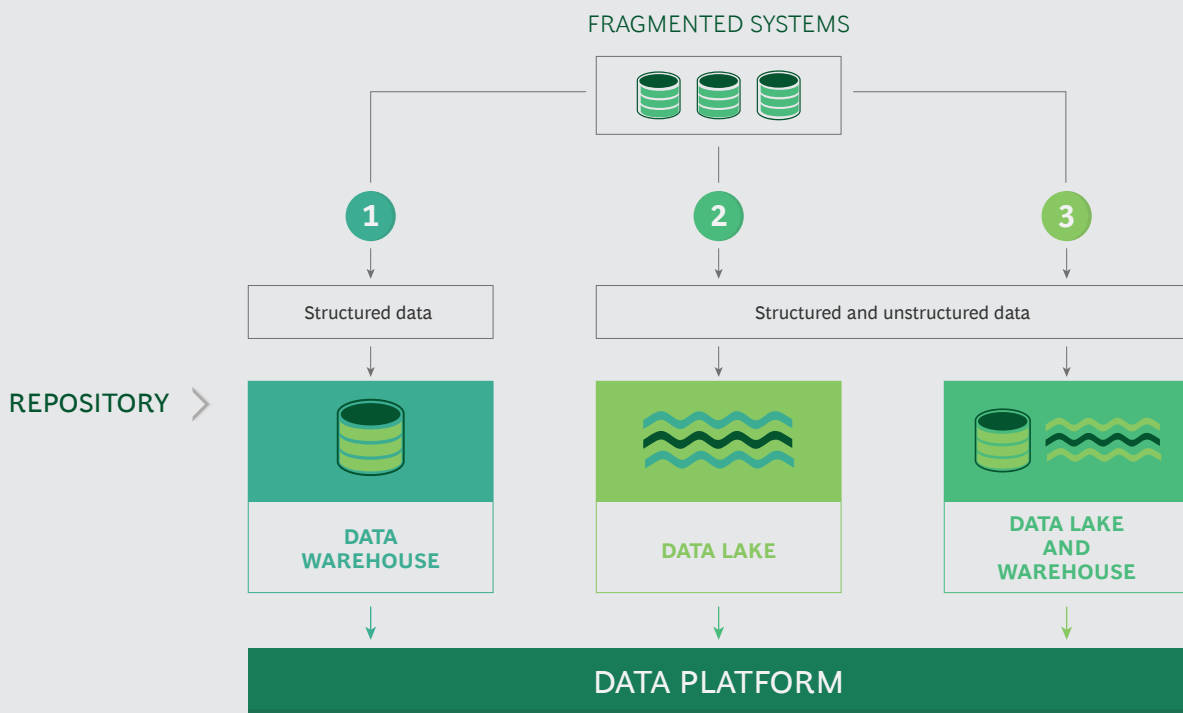 FRAGMENTED SYSTEMS
1
2
3
Structured data
Structured and unstructured data
REPOSITORY
DATA
WAREHOUSE
DATA LAKE
DATA LAKE
AND
WAREHOUSE
DATA PLATFORM